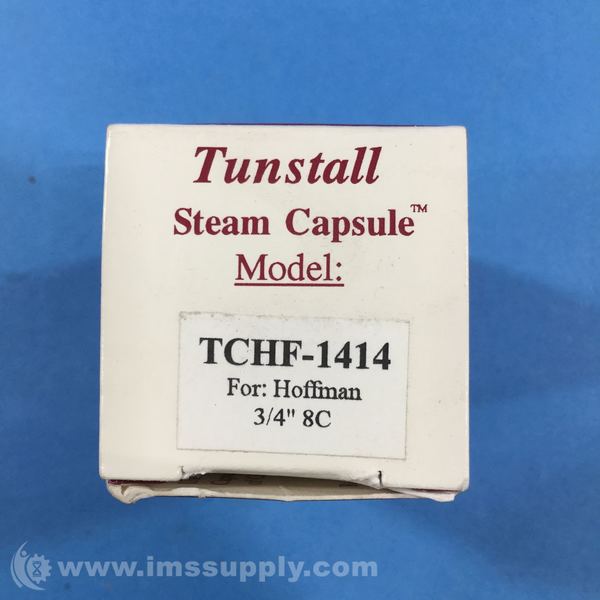 Tunstall
Steam Capsule™
Model:
TCHF-1414
For: Hoffman
3/4" 8C
www.imssupply.com